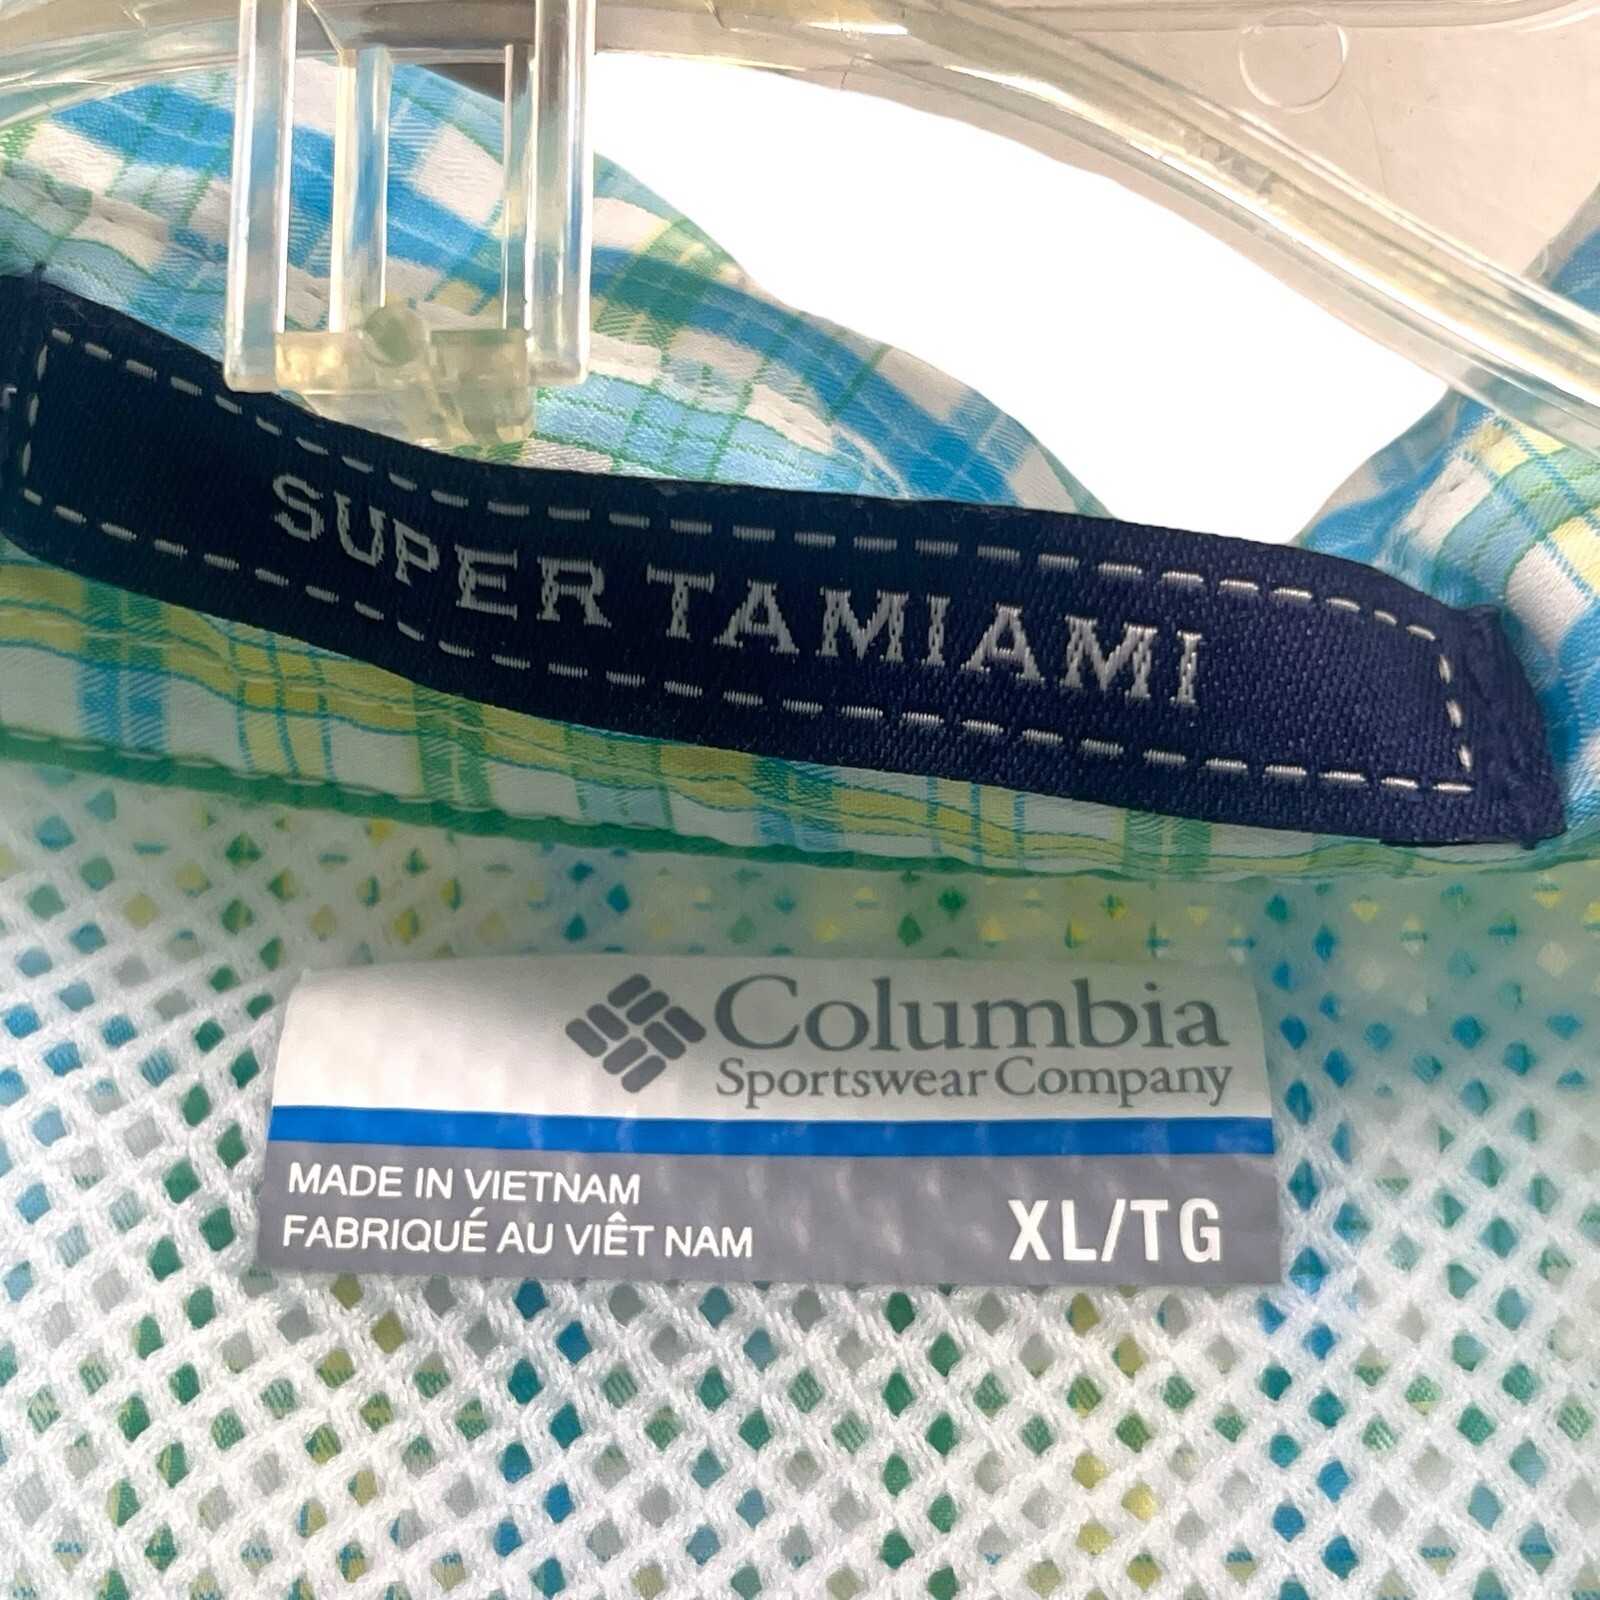 SUPER TAMIAMI
Columbia
Sportswear Company
MADE IN VIETNAM
FABRIQUÉ AU VIÊT NAM
XL/TG